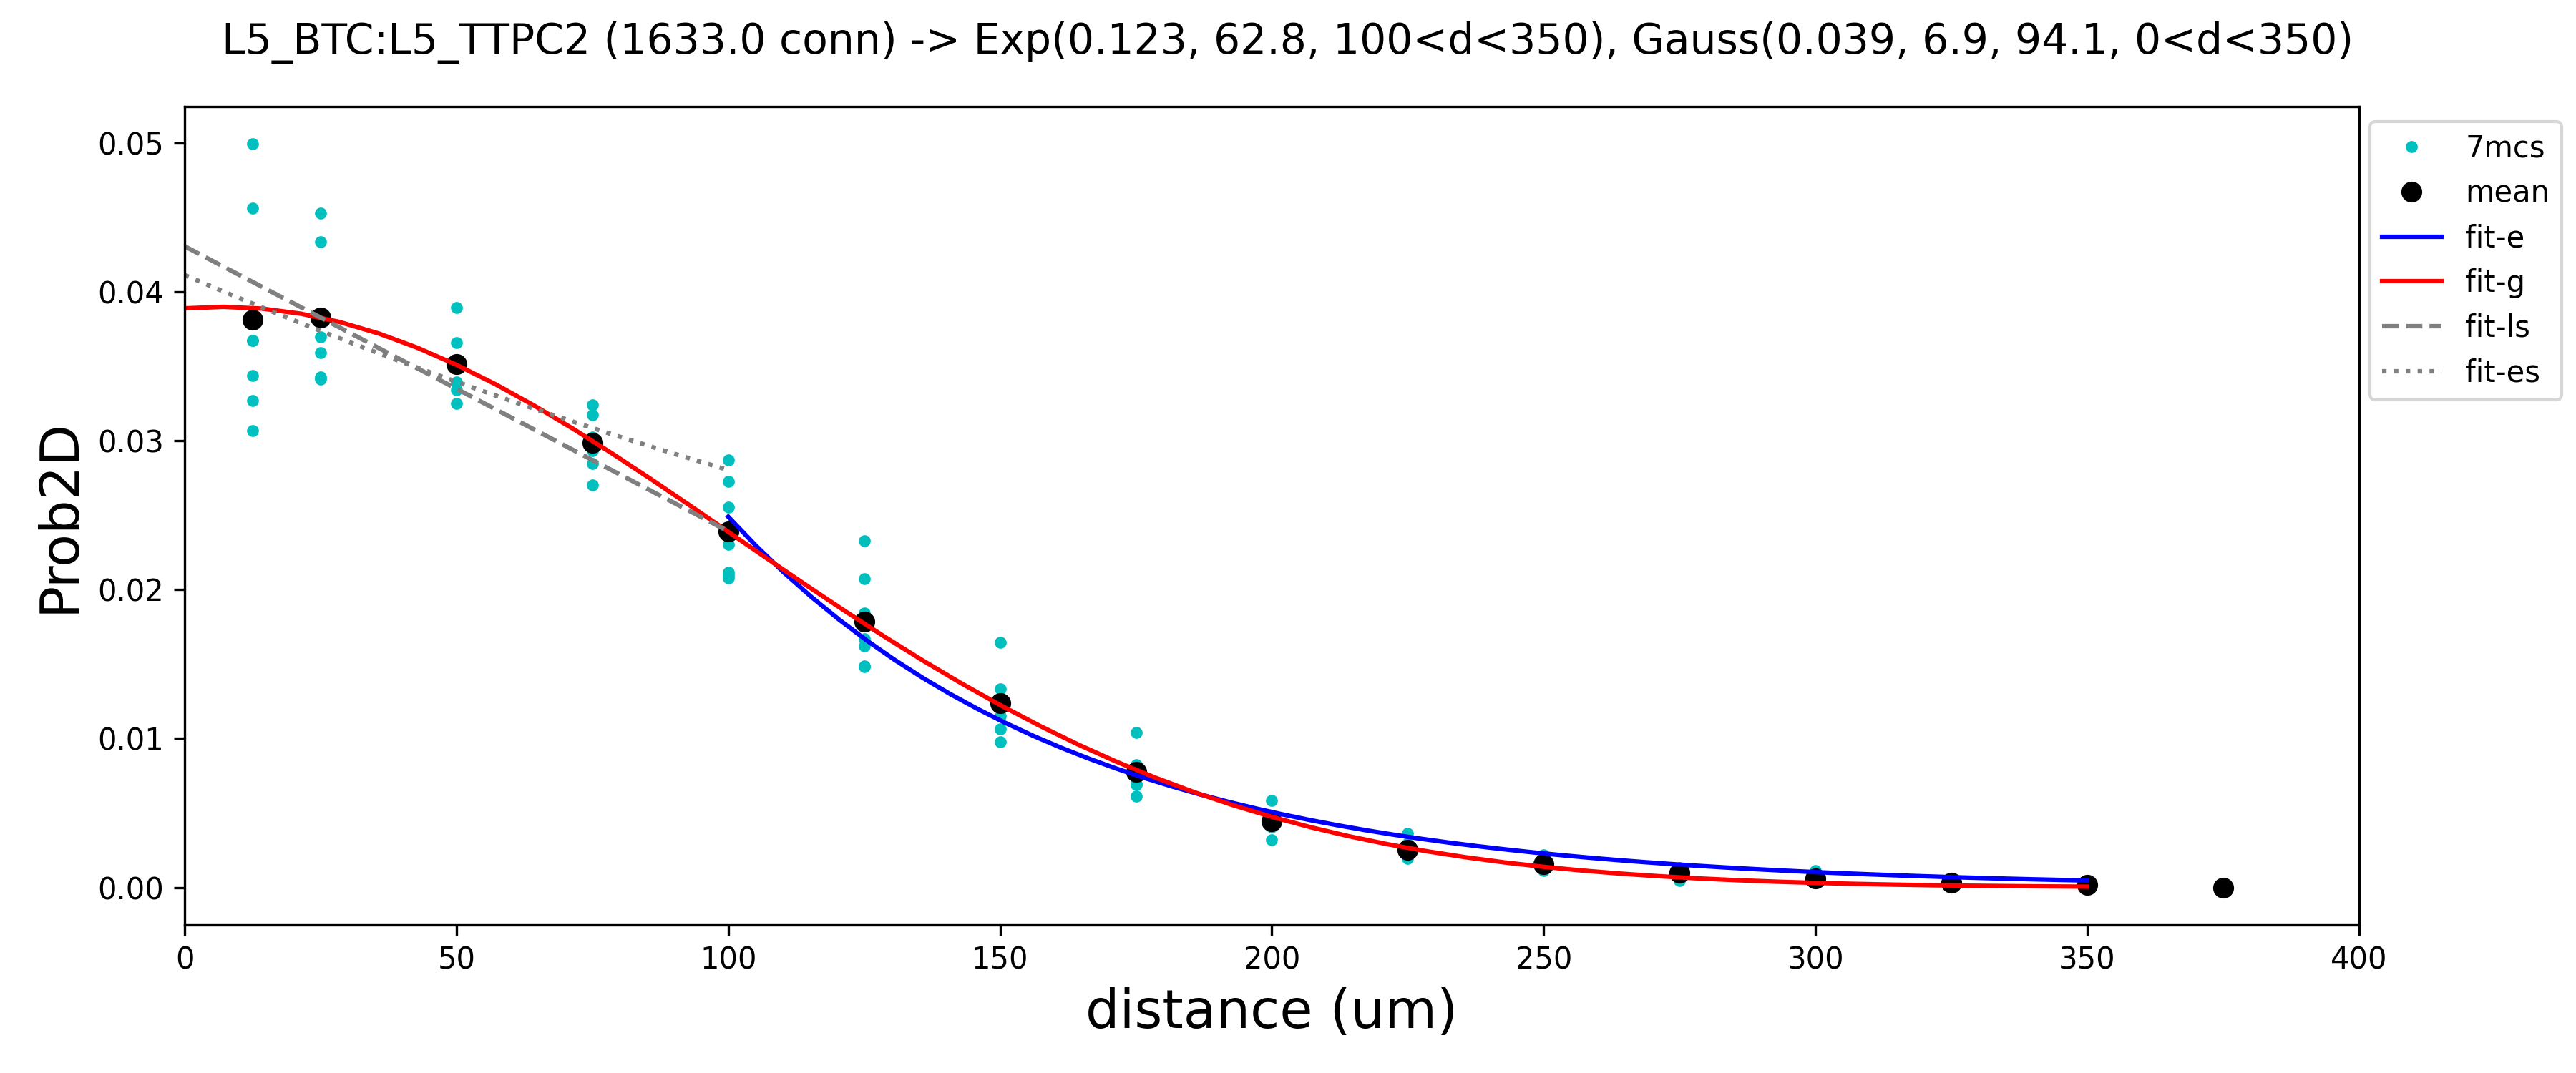 L5_BTC:L5_TTPC2 (1633.0 conn) -> Exp(0.123, 62.8, 100<d<350), Gauss(0.039, 6.9, 94.1, 0<d<350)
7mcs
mean
fit-e
fit-g
fit-ls
fit-es
Prob2D
0.05
0.04
0.03
0.02
0.01
0.00
0 50 100 150 200 250 300 350 400
distance (um)